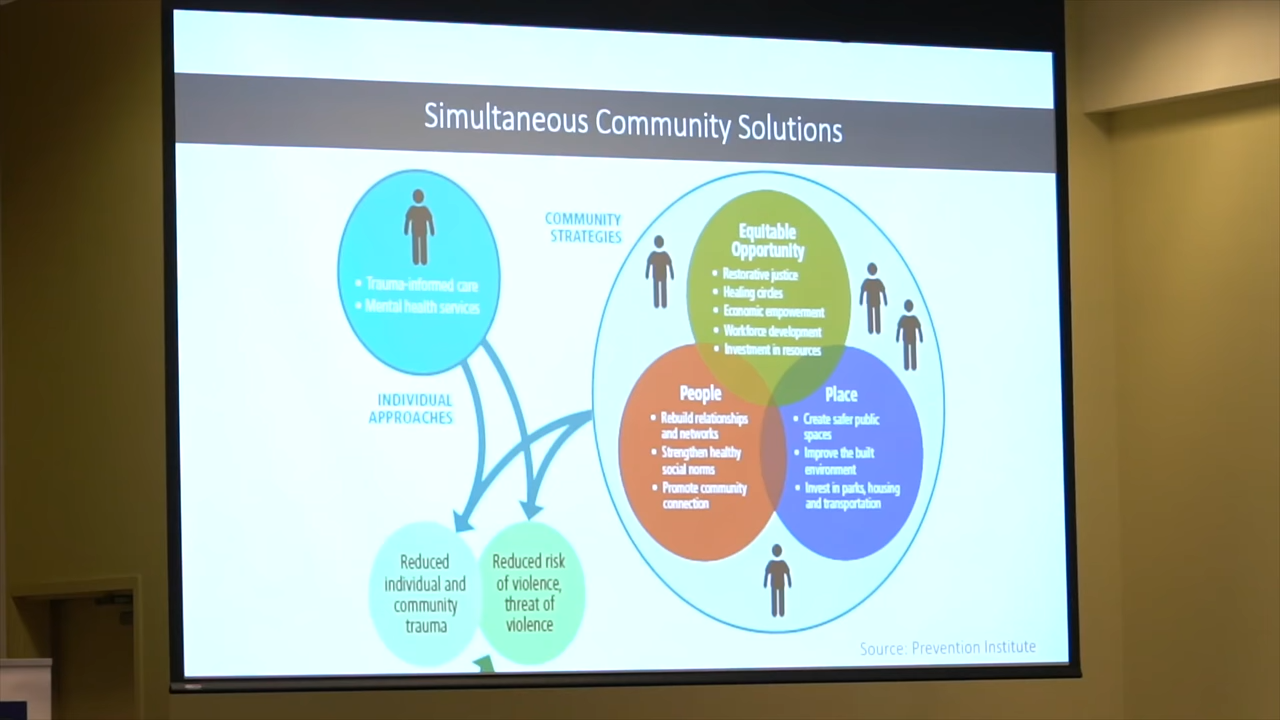 Simultaneous Community Solutions
• Trauma-informed care
• Mental health services
INDIVIDUAL
APPROACHES
COMMUNITY
STRATEGIES
Equitable
Opportunity
• Restorative justice
• Healing circles
• Economic empowerment
• Workforce development
• Investment in resources
People
• Rebuild relationships
and networks
• Strengthen healthy
social norms
• Promote community
connection
Place
• Create safer public
spaces
• Improve the built
environment
• Invest in parks, housing
and transportation
Reduced
individual and
community
trauma
Reduced risk
of violence,
threat of
violence
Source: Prevention Institute